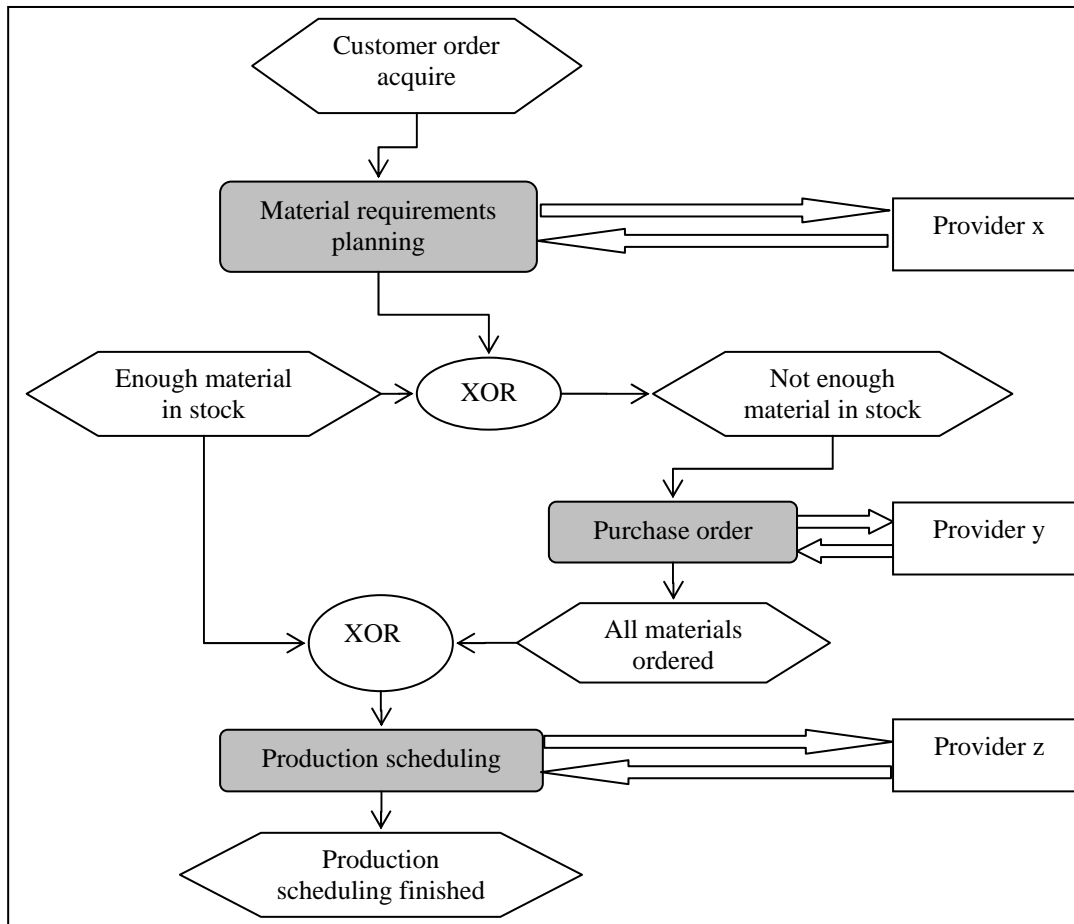 Customer order
acquire
Material requirements
planning
Provider x
Enough material
in stock
XOR
Not enough
material in stock
Purchase order
Provider y
XOR
All materials
ordered
Production scheduling
Provider z
Production
scheduling finished